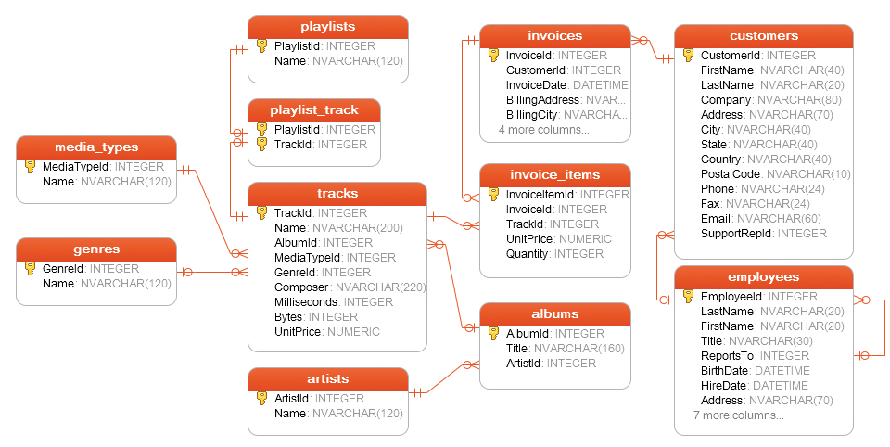 playlists
PlaylistId: INTEGER
Name: NVARCHAR(120)
playlist_track
PlaylistId: INTEGER
TrackId: INTEGER
media_types
MediaTypeId: INTEGER
Name: NVARCHAR(120)
genres
GenreId: INTEGER
Name: NVARCHAR(120)
tracks
TrackId: INTEGER
Name: NVARCHAR(200)
AlbumId: INTEGER
MediaTypeId: INTEGER
GenreId: INTEGER
Composer: NVARCHAR(220)
Milliseconds: INTEGER
Bytes: INTEGER
UnitPrice: NUMERIC
artists
ArtistId: INTEGER
Name: NVARCHAR(120)
invoices
InvoiceId: INTEGER
CustomerId: INTEGER
InvoiceDate: DATETIME
BillingAddress: NVAR...
BillingCity: NVARCHA...
4 more columns...
invoice_items
InvoiceItemId: INTEGER
InvoiceId: INTEGER
TrackId: INTEGER
UnitPrice: NUMERIC
Quantity: INTEGER
albums
AlbumId: INTEGER
Title: NVARCHAR(160)
ArtistId: INTEGER
customers
CustomerId: INTEGER
FirstName: NVARCHAR(40)
LastName: NVARCHAR(20)
Company: NVARCHAR(80)
Address: NVARCHAR(70)
City: NVARCHAR(40)
State: NVARCHAR(40)
Country: NVARCHAR(40)
PostalCode: NVARCHAR(10)
Phone: NVARCHAR(24)
Fax: NVARCHAR(24)
Email: NVARCHAR(60)
SupportRepId: INTEGER
employees
EmployeeId: INTEGER
LastName: NVARCHAR(20)
FirstName: NVARCHAR(20)
Title: NVARCHAR(30)
ReportsTo: INTEGER
BirthDate: DATETIME
HireDate: DATETIME
Address: NVARCHAR(70)
7 more columns...